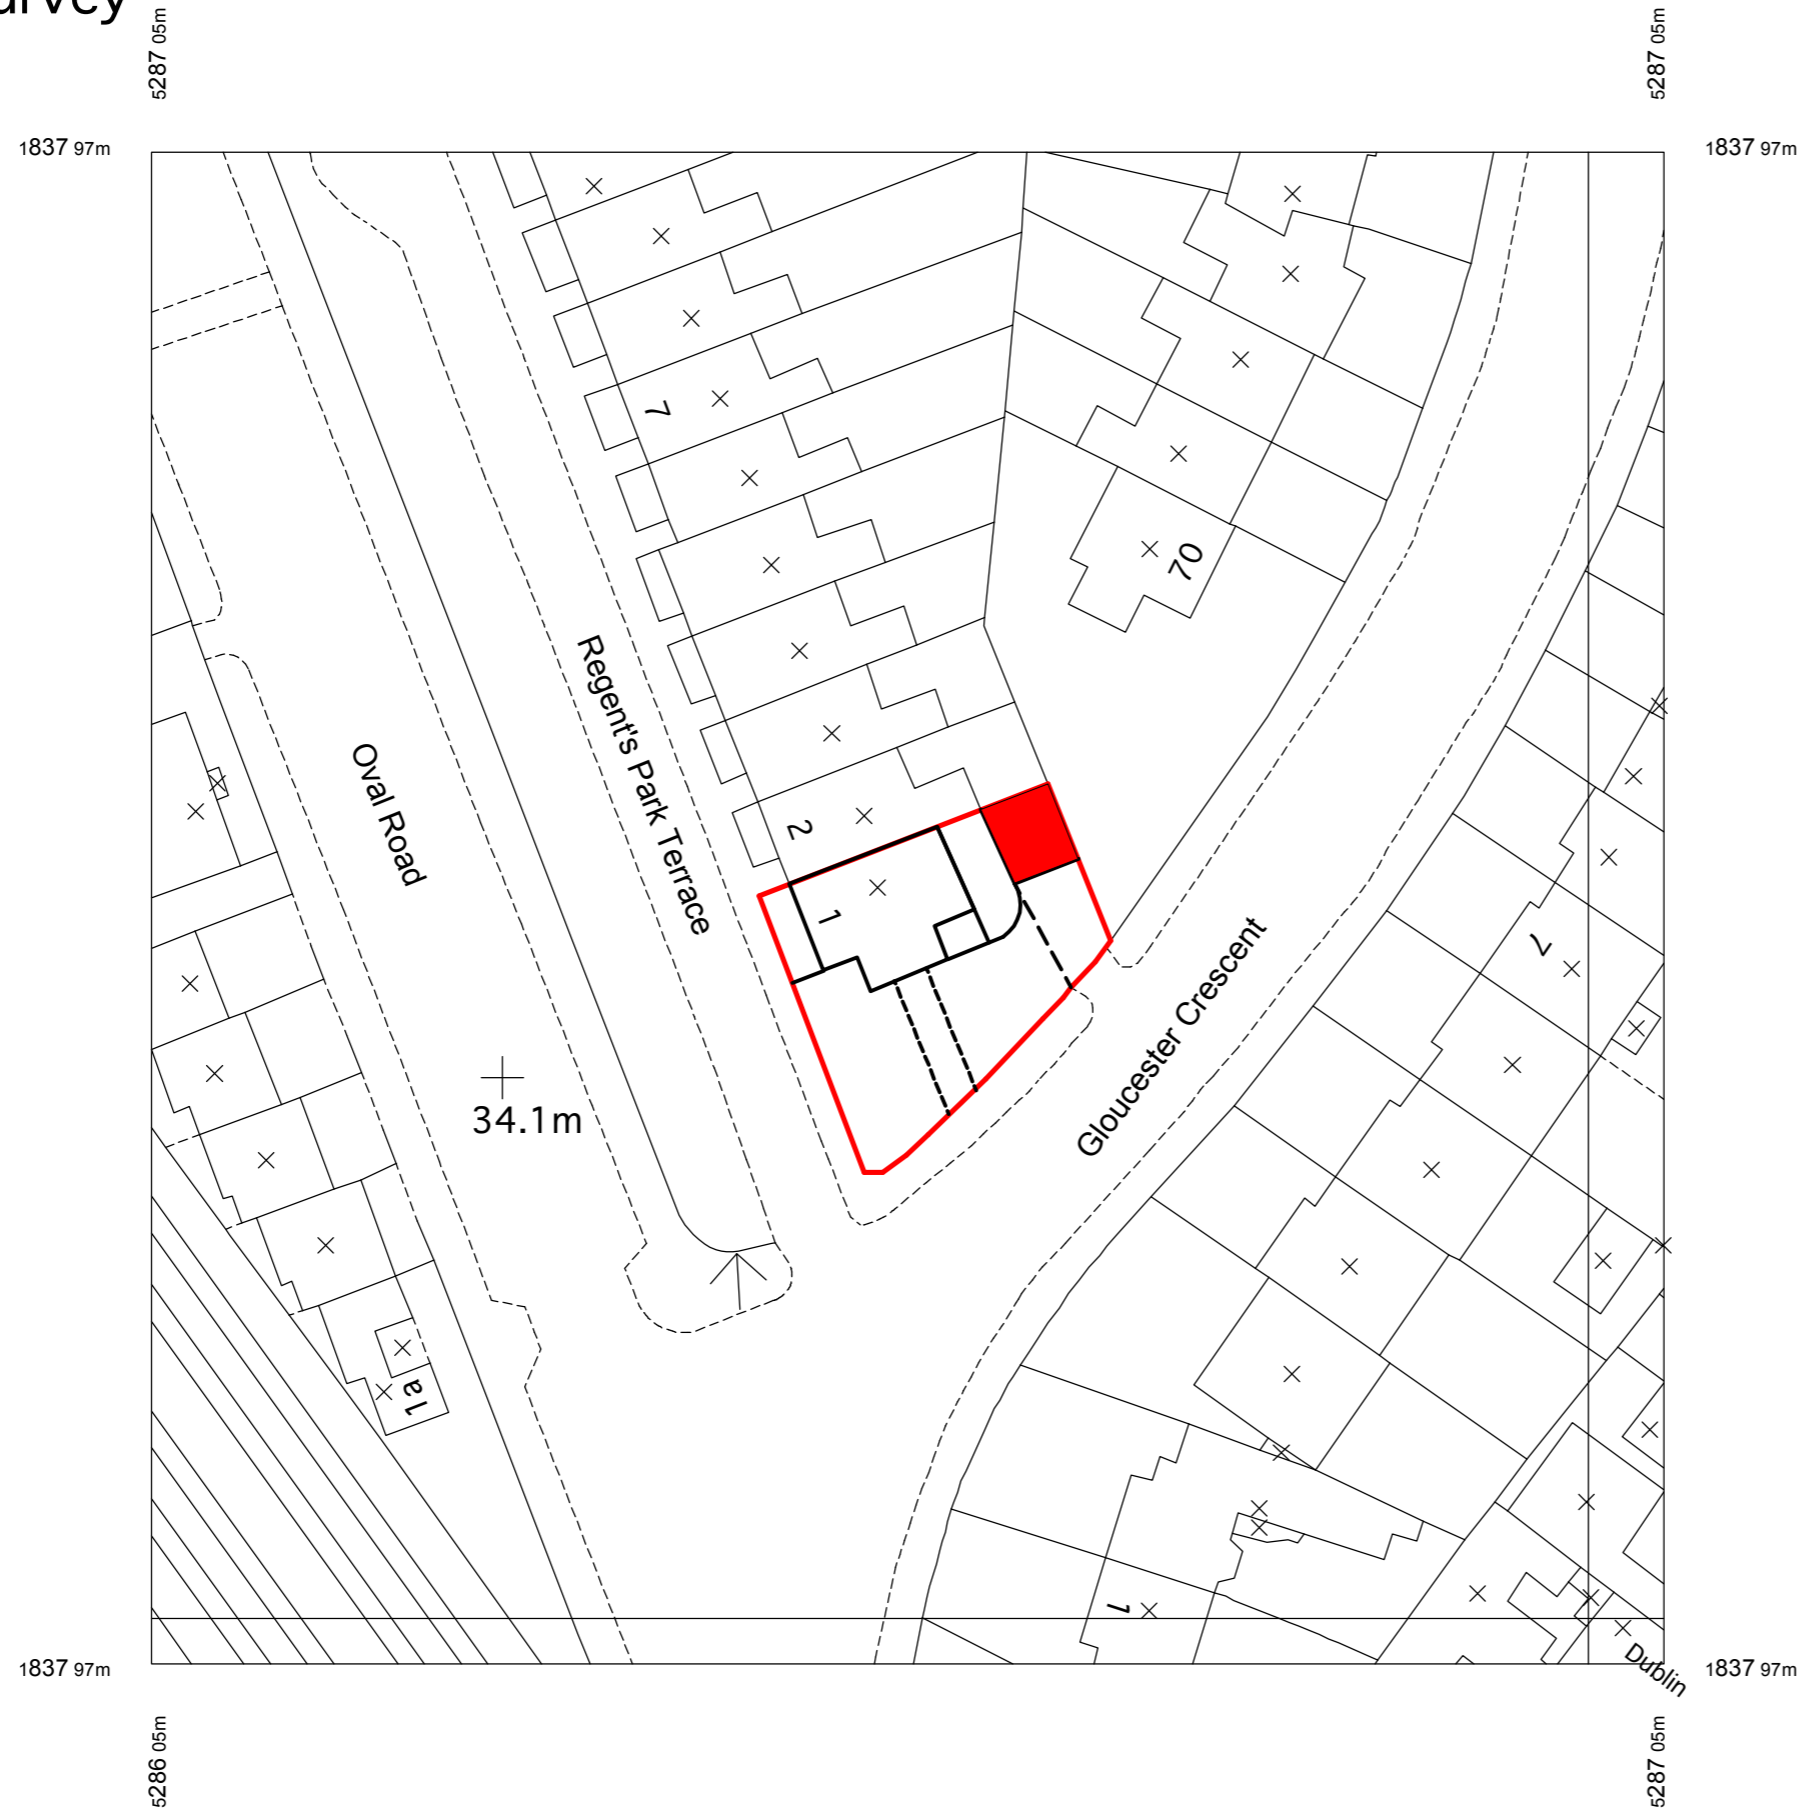 5287 05m
5287 05m
1837 97m
1837 97m
7
70
Regent's Park Terrace
Oval Road
2
1
7
Gloucester Crescent
34.1m
1a
1
Dublin
1837 97m
1837 97m
5286 05m
5287 05m